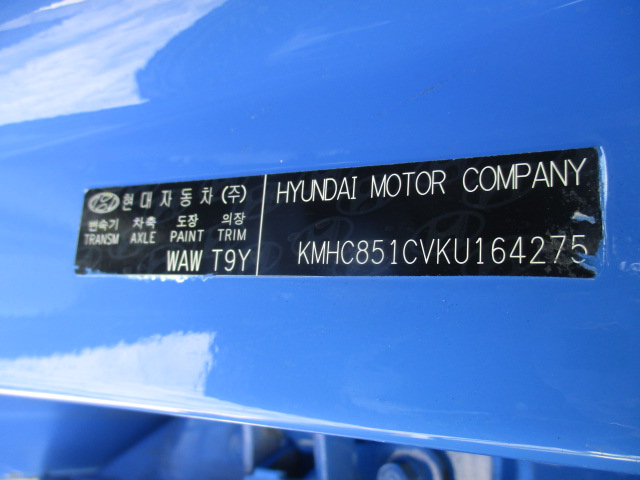 현대자동차(주)
변속기 차축 도장 의장
TRANSM AXLE PAINT TRIM
WAW T9Y
HYUNDAI MOTOR COMPANY
KMHC851CVKU164275